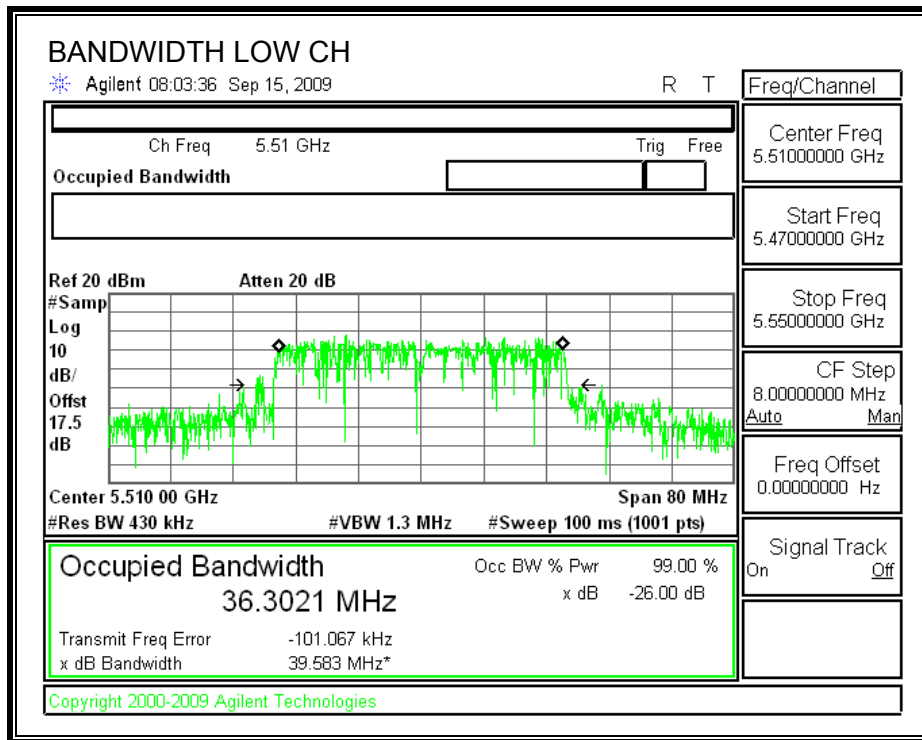 BANDWIDTH LOW CH
Agilent 08:03:36 Sep 15, 2009 R T
Freq/Channel
Ch Freq 5.51 GHz Trig Free
Occupied Bandwidth
Center Freq
5.51000000 GHz
Start Freq
5.47000000 GHz
Stop Freq
5.55000000 GHz
CF Step
8.00000000 MHz
Auto Man
Freq Offset
0.00000000 Hz
Signal Track
On Off
Ref 20 dBm Atten 20 dB
#Samp
Log
10
dB/
Offst
17.5
dB
Center 5.510 00 GHz Span 80 MHz
#Res BW 430 kHz #VBW 1.3 MHz #Sweep 100 ms (1001 pts)
Occupied Bandwidth Occ BW % Pwr 99.00 %
36.3021 MHz x dB -26.00 dB
Transmit Freq Error -101.067 kHz
x dB Bandwidth 39.583 MHz*
Copyright 2000-2009 Agilent Technologies